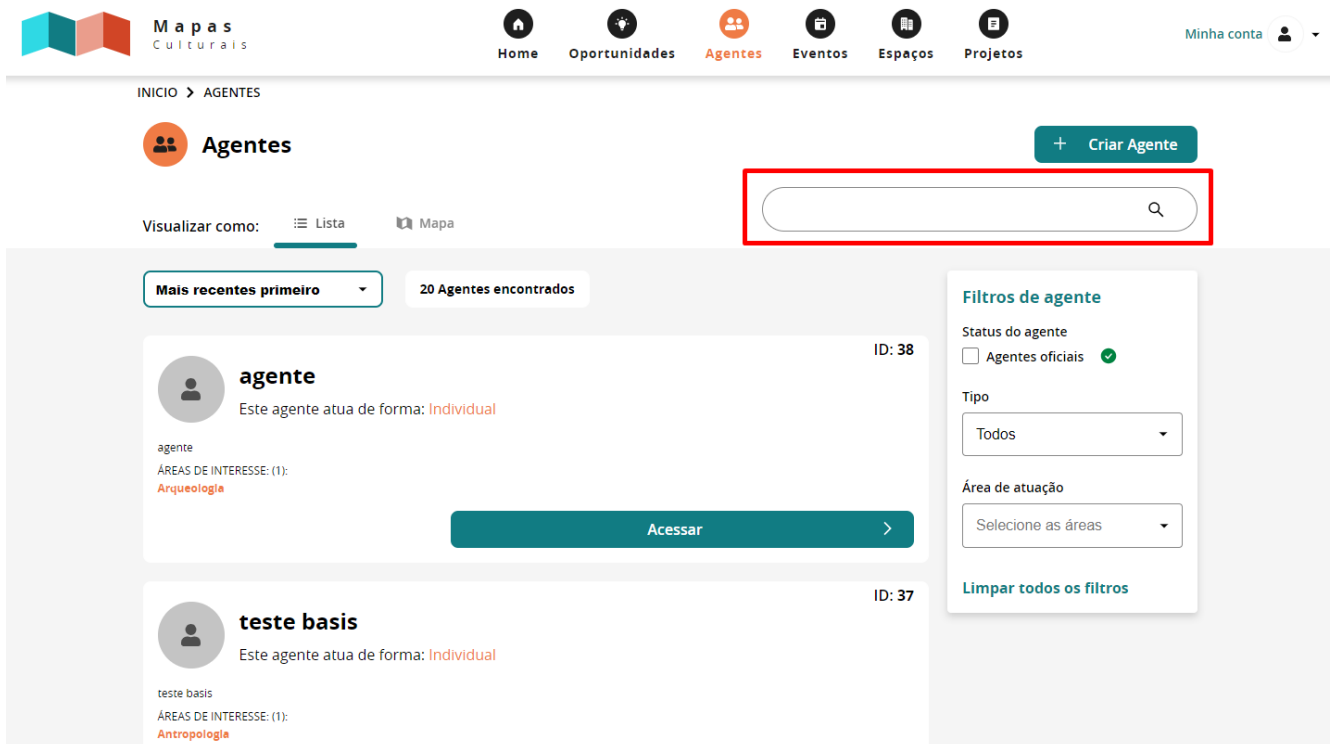 Mapas
Culturais
Home
Oportunidades
Agentes
Eventos
Espaços
Projetos
Minha conta
INICIO > AGENTES
Agentes
+ Criar Agente
Visualizar como:
Lista
Mapa
Mais recentes primeiro
20 Agentes encontrados
ID: 38
agente
Este agente atua de forma: Individual
agente
ÁREAS DE INTERESSE: (1):
Arqueologia
Acessar
ID: 37
teste basis
Este agente atua de forma: Individual
teste basis
ÁREAS DE INTERESSE: (1):
Antropologia
Filtros de agente
Status do agente
Agentes oficiais
Tipo
Todos
Área de atuação
Selecione as áreas
Limpar todos os filtros